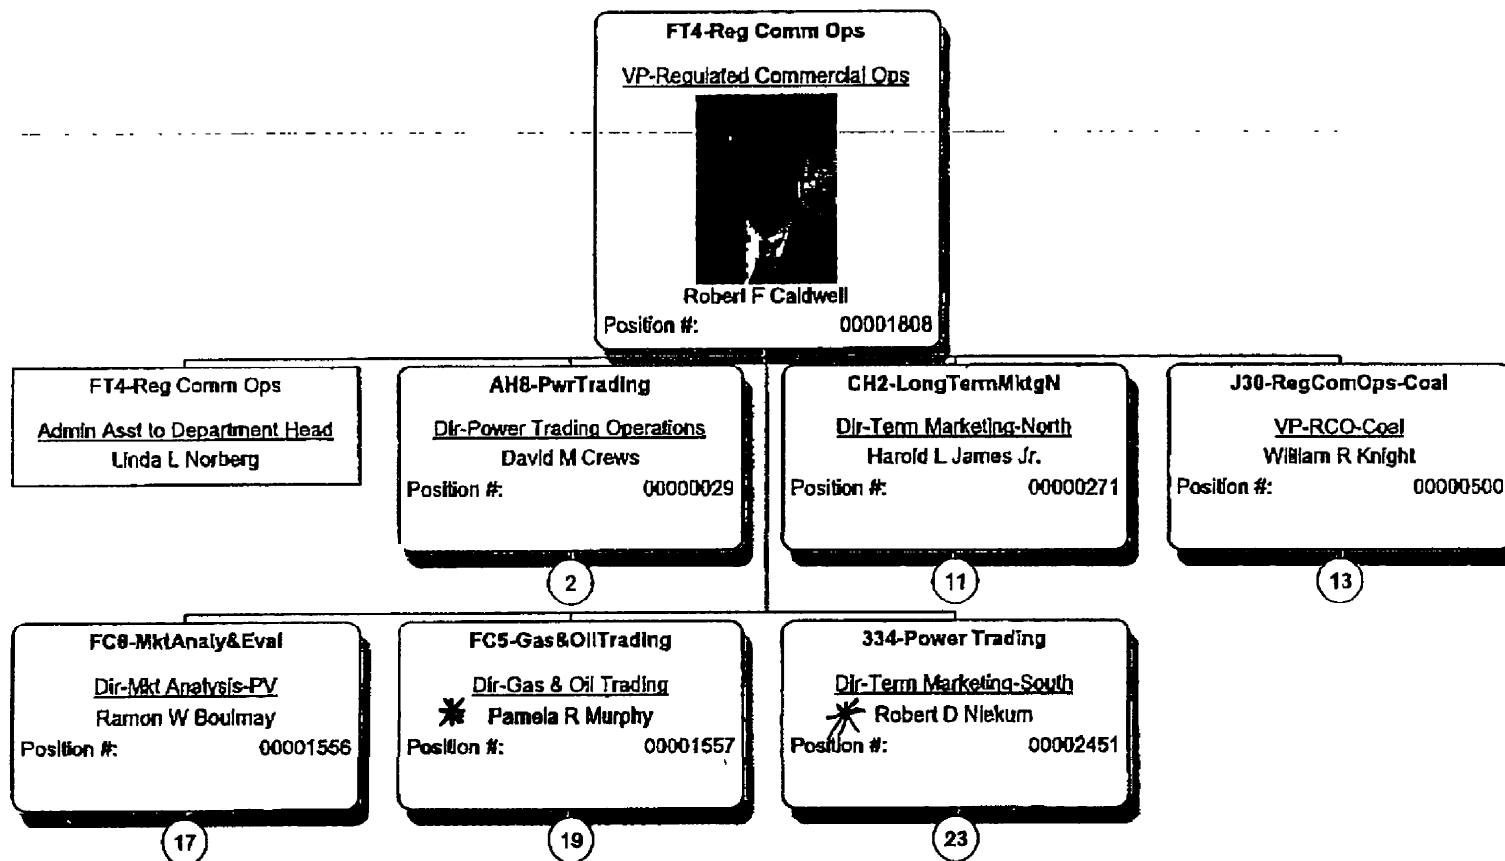 FT4-Reg Comm Ops
VP-Regulated Commercial Ops
Robert F Caldwell
Position #: 00001808
FT4-Reg Comm Ops
Admin Asst to Department Head
Linda L Norberg
AH8-PwrTrading
Dir-Power Trading Operations
David M Crews
Position #: 00000029
2
CH2-LongTermMktgN
Dir-Term Marketing-North
Harold L James Jr.
Position #: 00000271
11
J30-RegComOps-Coal
VP-RCO-Coal
William R Knight
Position #: 00000500
13
FC6-MktAnaly&Eval
Dir-Mkt Analysis-PV
Ramon W Boulmay
Position #: 00001556
17
FC5-Gas&OilTrading
Dir-Gas & Oil Trading
Pamela R Murphy
Position #: 00001557
19
334-Power Trading
Dir-Term Marketing-South
Robert D Niekum
Position #: 00002451
23